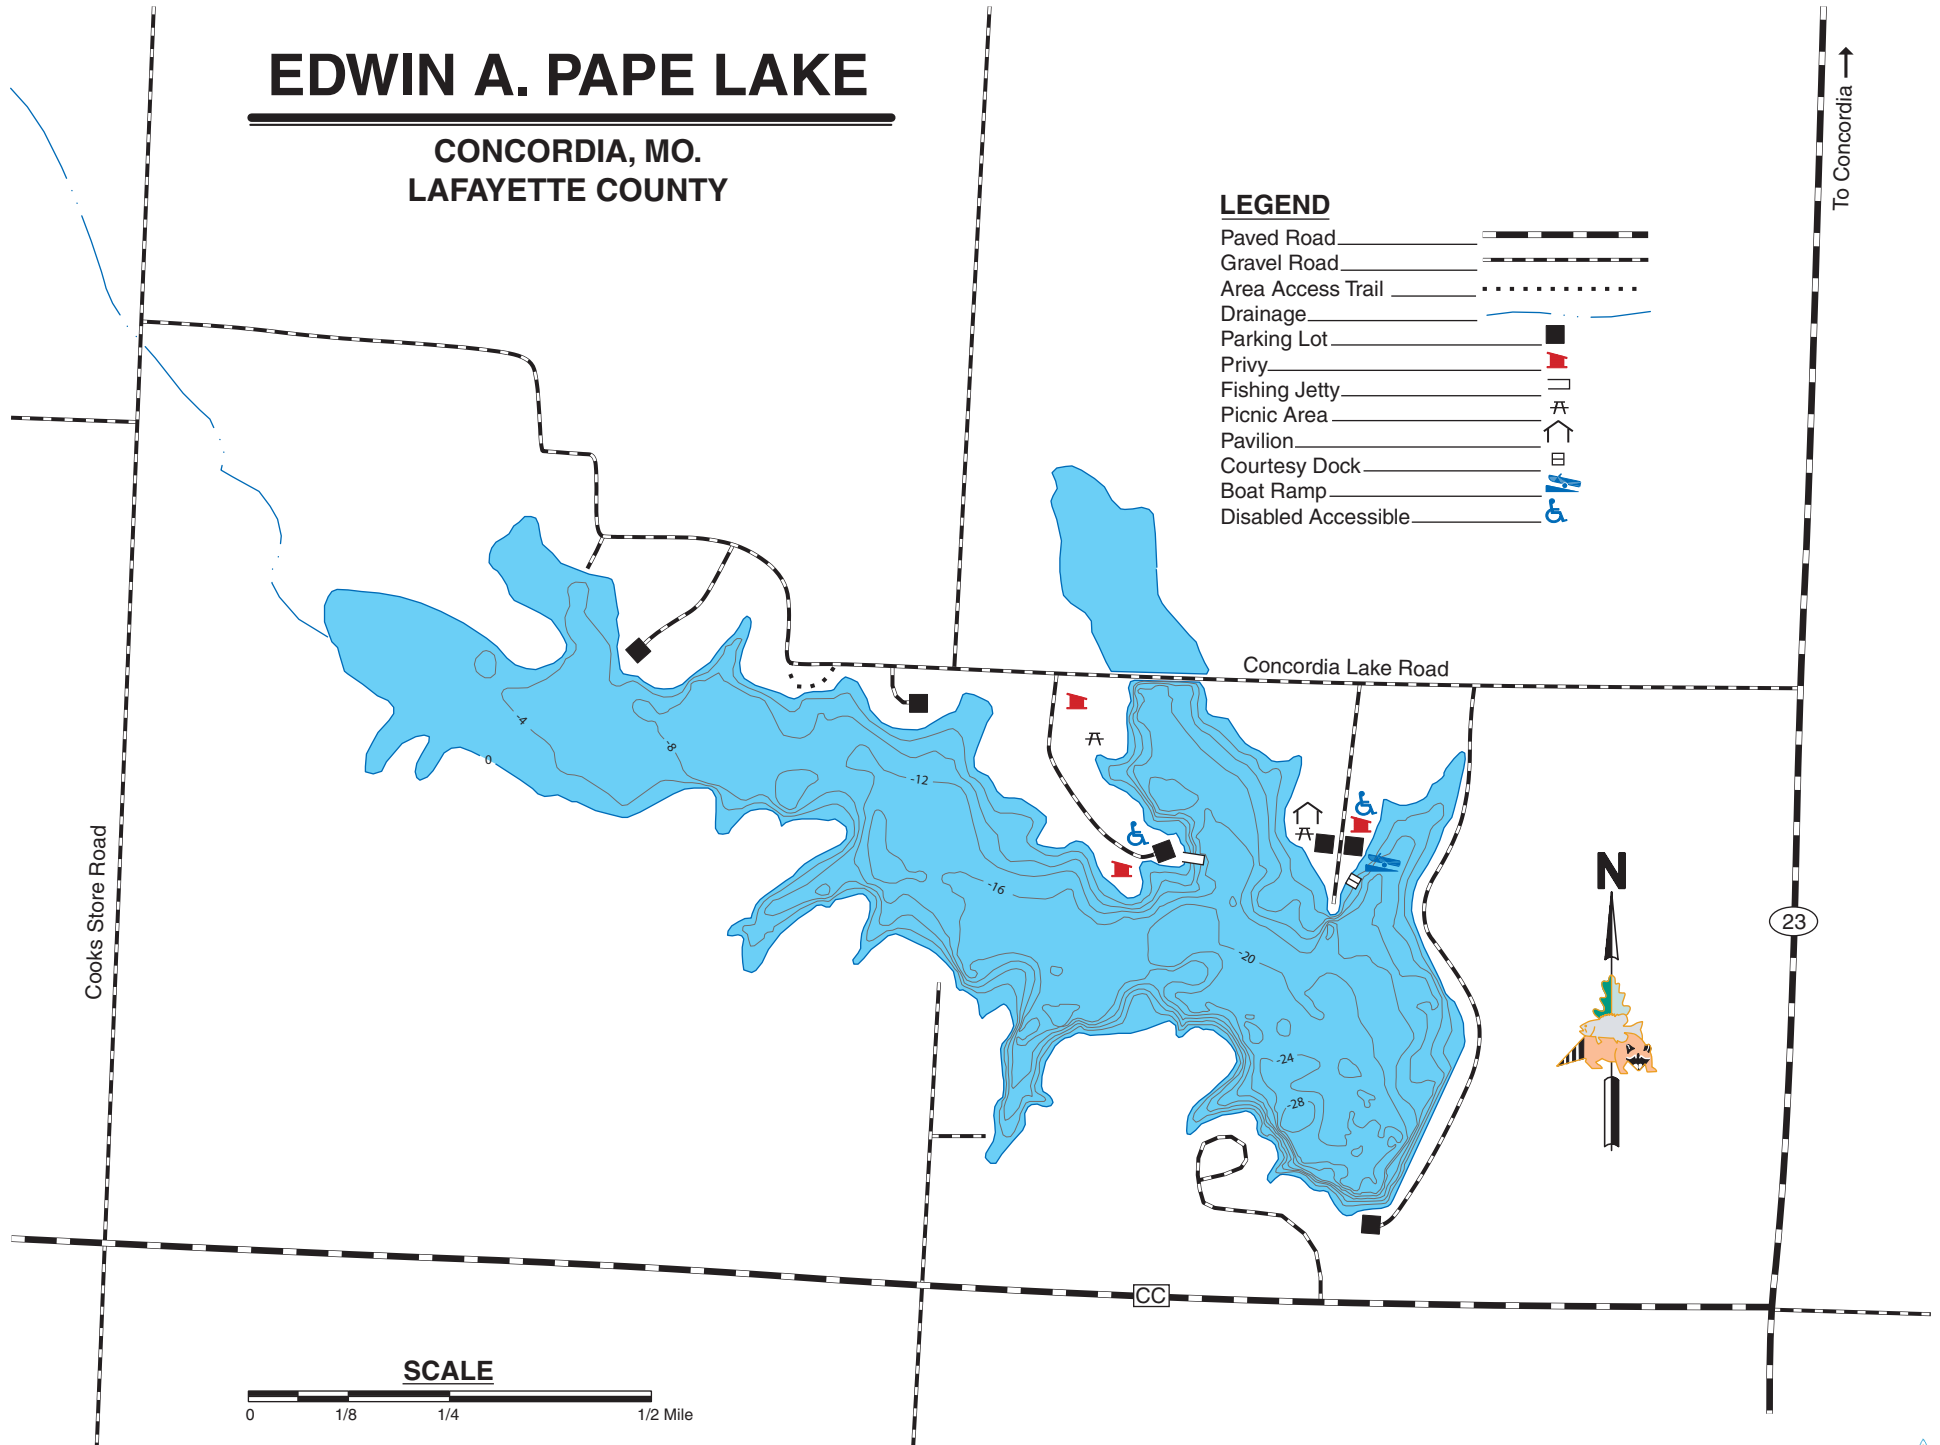 EDWIN A. PAPE LAKE
CONCORDIA, MO.
LAFAYETTE COUNTY
To Concordia
LEGEND
Paved Road
Gravel Road
Area Access Trail
Drainage
Parking Lot
Privy
Fishing Jetty
Picnic Area
Pavilion
Courtesy Dock
Boat Ramp
Disabled Accessible
Concordia Lake Road
-4
-8
0
-12
-16
-20
-24
-28
Cooks Store Road
N
23
CC
SCALE
0 1/8 1/4 1/2 Mile